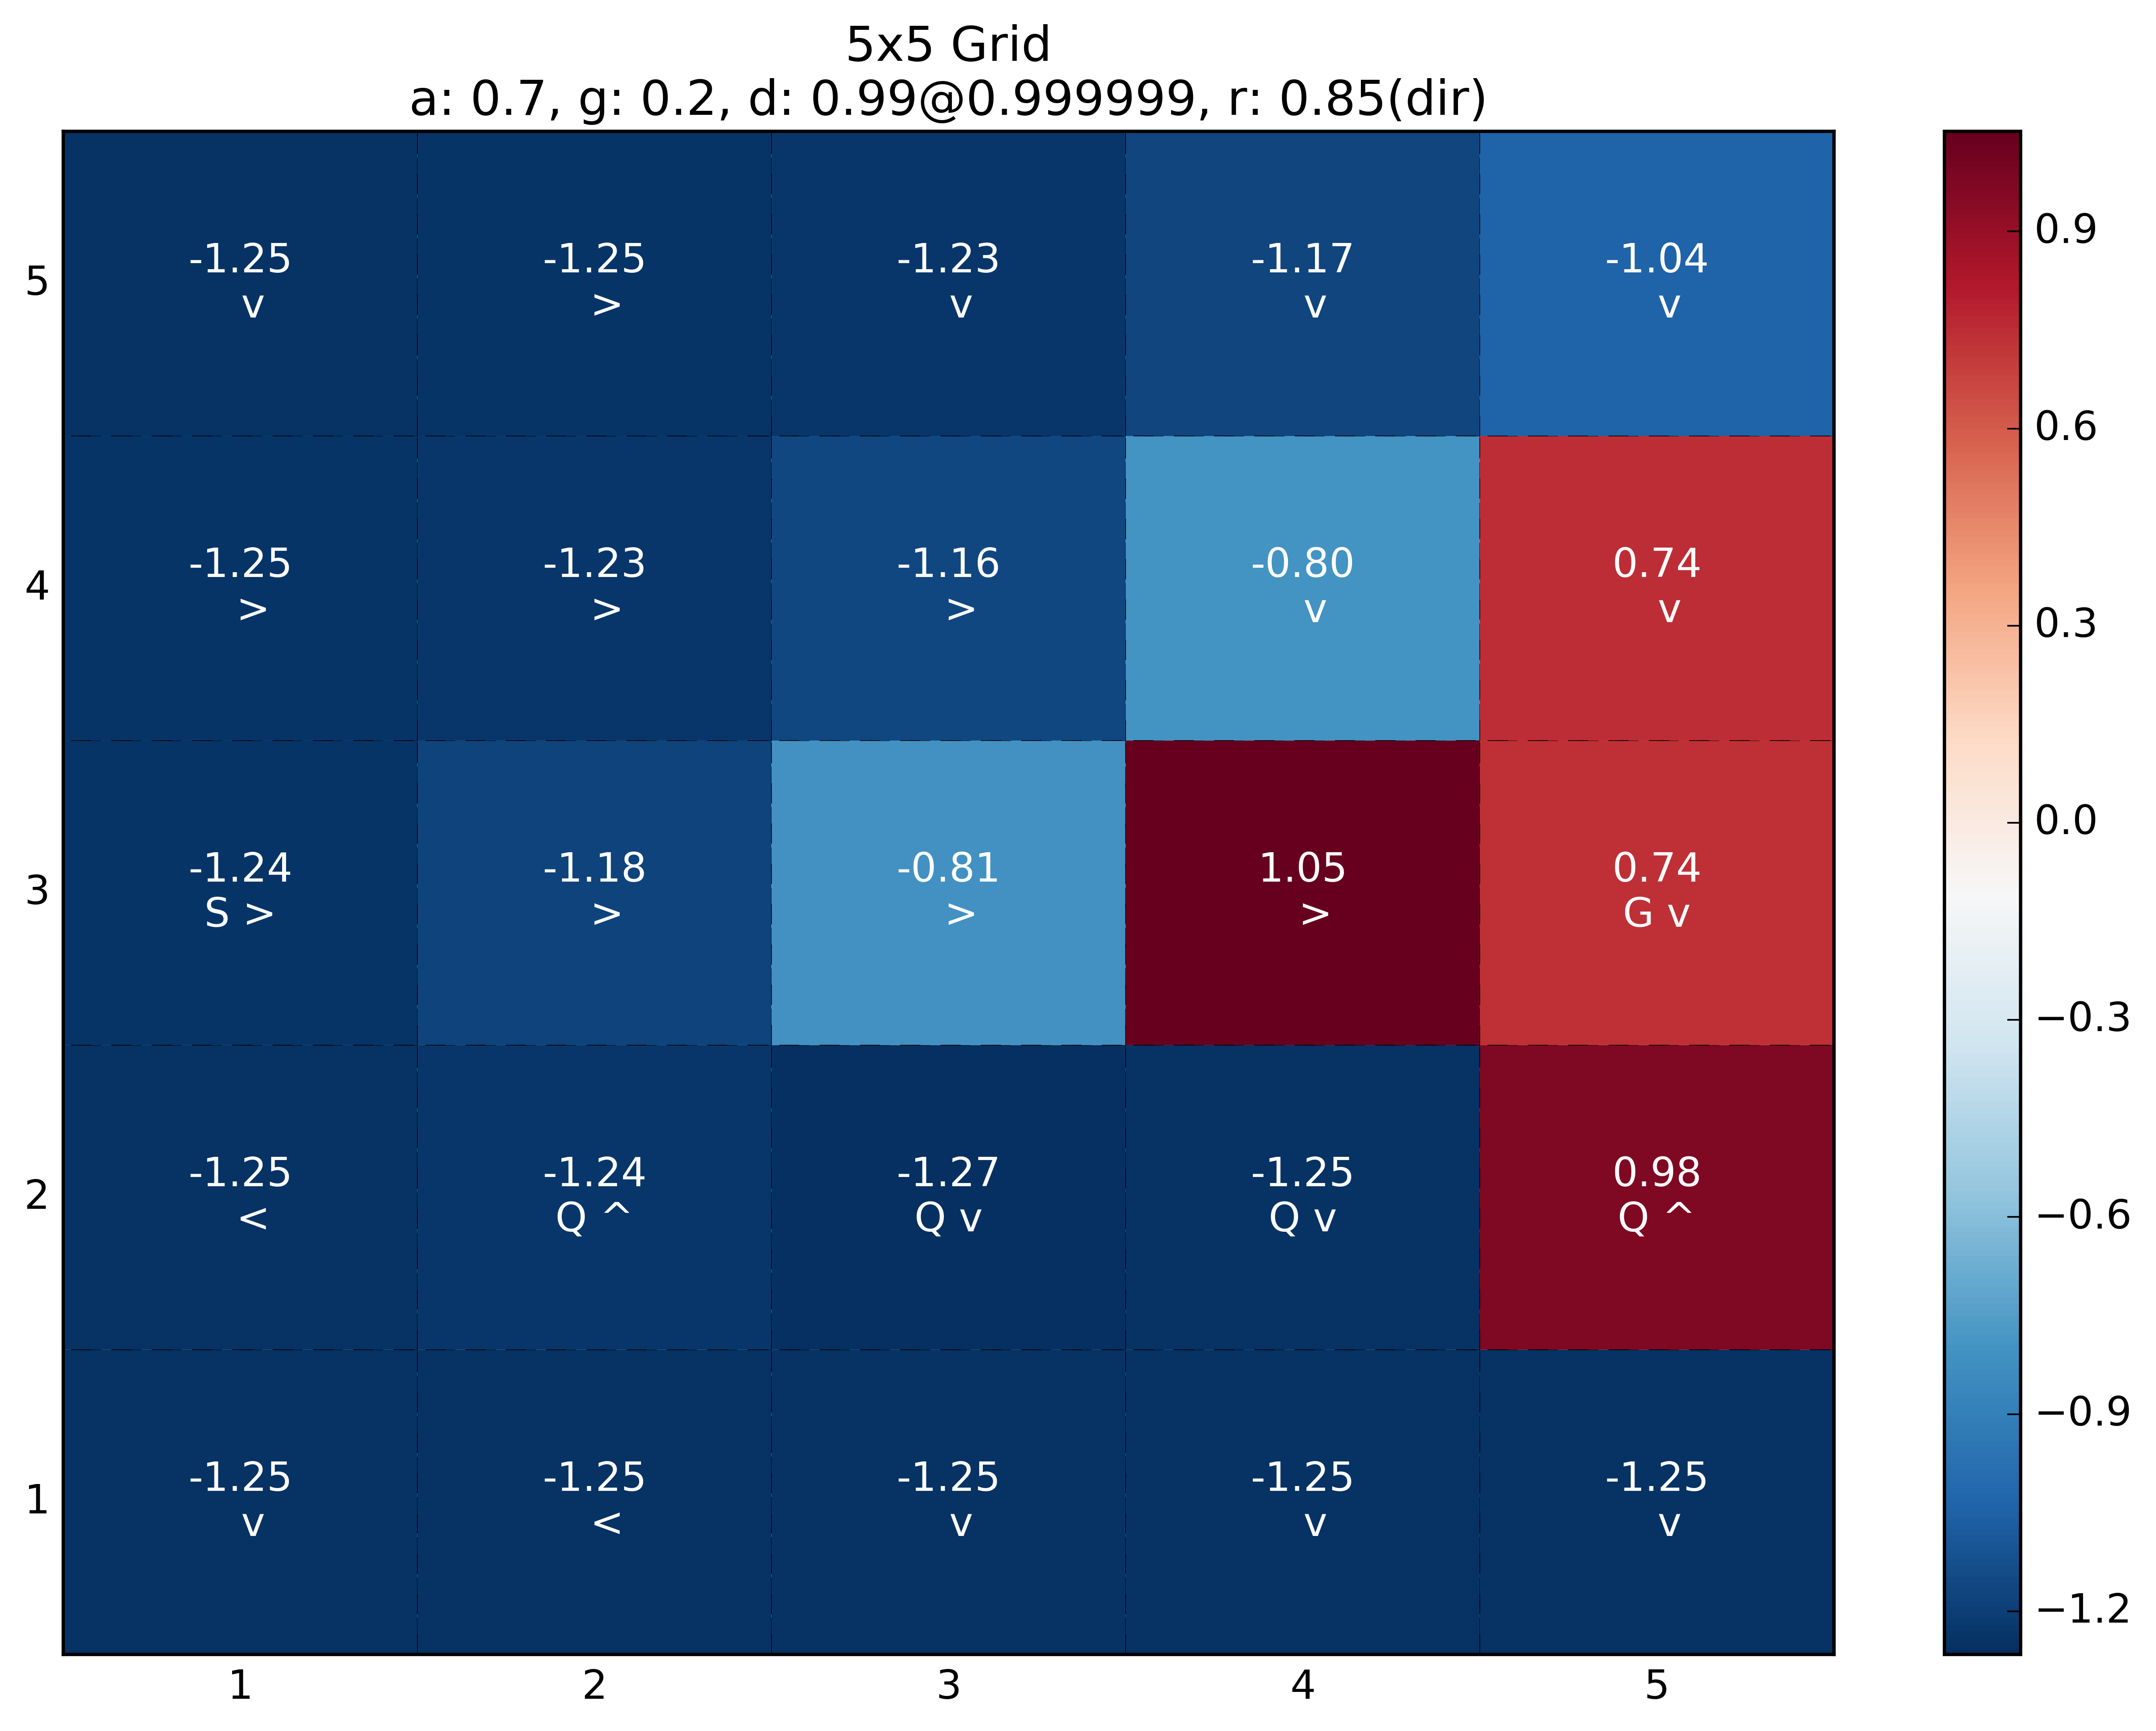 5x5 Grid
a: 0.7, g: 0.2, d: 0.99@0.999999, r: 0.85(dir)
5 -1.25 -1.25 -1.23 -1.17 -1.04
v > v v v
4 -1.25 -1.23 -1.16 -0.80 0.74
> > > v v
3 -1.24 -1.18 -0.81 1.05 0.74
S > > > > G v
2 -1.25 -1.24 -1.27 -1.25 0.98
< Q ^ Q v Q v Q ^
1 -1.25 -1.25 -1.25 -1.25 -1.25
v < v v v
1 2 3 4 5
0.9
0.6
0.3
0.0
−0.3
−0.6
−0.9
−1.2